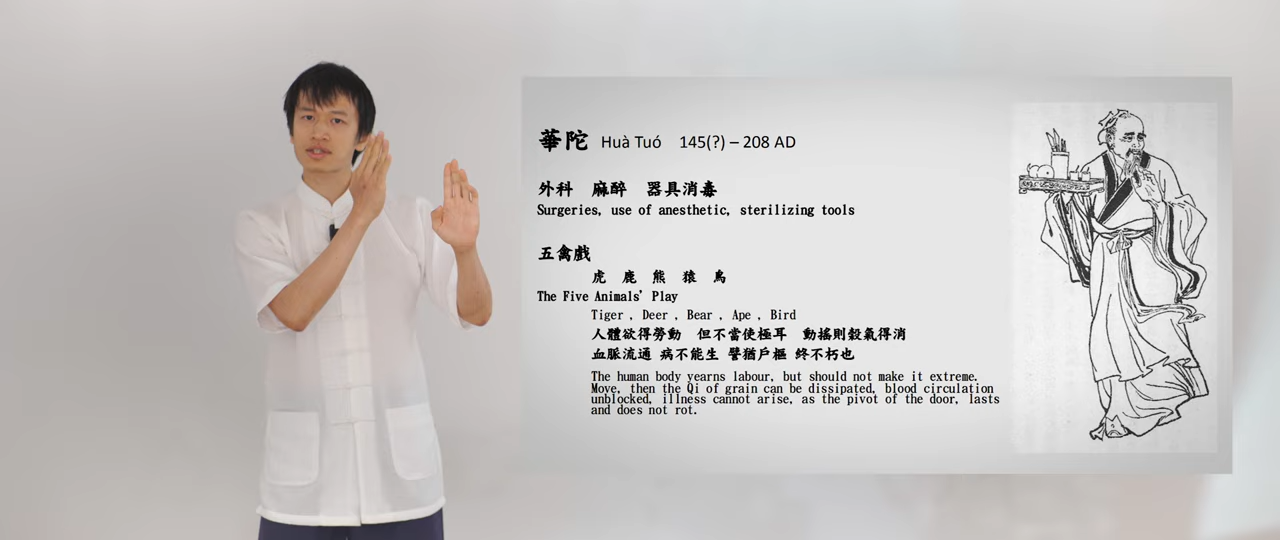 華陀 Huà Tuó 145(?) – 208 AD
外科 麻醉 器具消毒
Surgeries, use of anesthetic, sterilizing tools
五禽戲
虎 鹿 熊 猿 鳥
The Five Animals' Play
Tiger , Deer , Bear , Ape , Bird
人體欲得勞動 但不當使極耳 動搖則穀氣得消
血脈流通 病不能生 譬猶戶樞 終不朽也
The human body yearns labour, but should not make it extreme.
Move, then the Qi of grain can be dissipated, blood circulation
unblocked, illness cannot arise, as the pivot of the door, lasts
and does not rot.